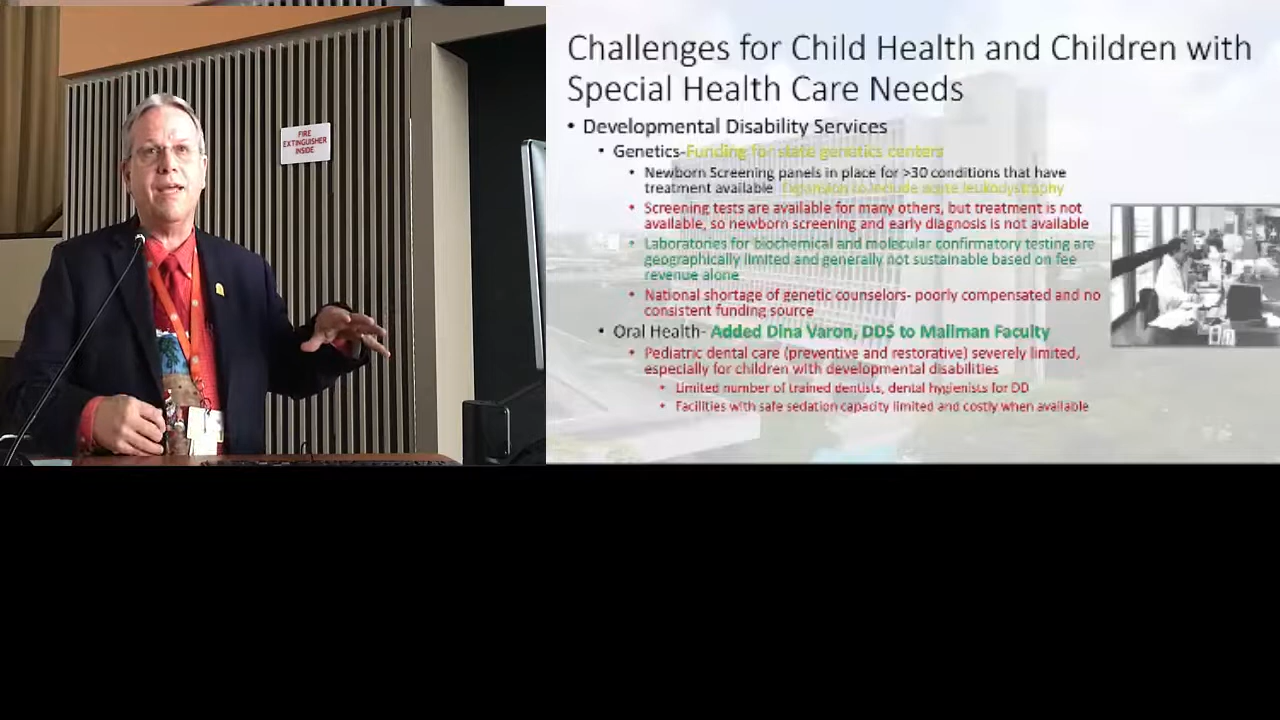 FIRE
EXTINGUISHER
INSIDE
Challenges for Child Health and Children with
Special Health Care Needs
• Developmental Disability Services
• Genetics-Funding for state genetics centers
• Newborn Screening panels in place for >30 conditions that have
treatment available Expansion to include some leukodystrophy
• Screening tests are available for many others, but treatment is not
available, so newborn screening and early diagnosis is not available
• Laboratories for biochemical and molecular confirmatory testing are
geographically limited and generally not sustainable based on fee
revenue alone
• National shortage of genetic counselors- poorly compensated and no
consistent funding source
• Oral Health- Added Dina Varon, DDS to Mailman Faculty
• Pediatric dental care (preventive and restorative) severely limited,
especially for children with developmental disabilities
• Limited number of trained dentists, dental hygienists for DD
• Facilities with safe sedation capacity limited and costly when available